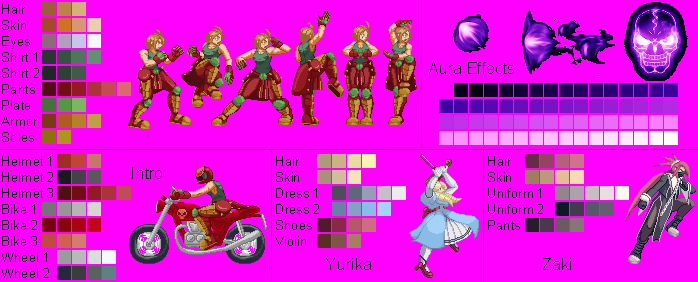 Hair
Skin
Eyes
Shirt 1
Shirt 2
Pants
Plate
Armor
Soles
Aura Effects
Helmet 1
Helmet 2
Helmet 3
Bike 1
Bike 2
Bike 3
Wheel 1
Wheel 2
Intro
Hair
Skin
Dress 1
Dress 2
Shoes
Violin
Yurika
Hair
Skin
Uniform 1
Uniform 2
Pants
Zaki